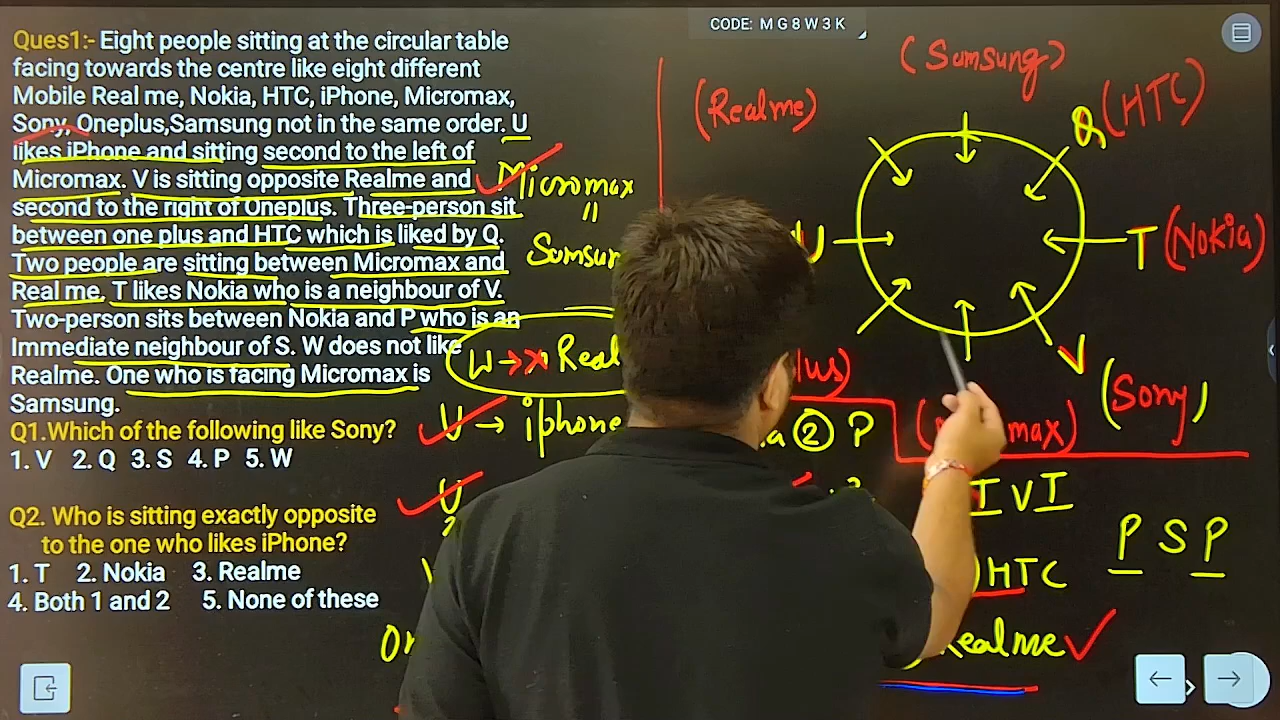 CODE: M G 8 W 3 K
Ques1:- Eight people sitting at the circular table
facing towards the centre like eight different
Mobile Real me, Nokia, HTC, iPhone, Micromax,
Sony, Oneplus,Samsung not in the same order. U
likes iPhone and sitting second to the left of
Micromax. V is sitting opposite Realme and
second to the right of Oneplus. Three-person sit
between one plus and HTC which is liked by Q.
Two people are sitting between Micromax and
Real me. T likes Nokia who is a neighbour of V.
Two-person sits between Nokia and P who is an
Immediate neighbour of S. W does not like
Realme. One who is facing Micromax is
Samsung.
Q1.Which of the following like Sony?
1. V 2. Q 3. S 4. P 5. W
Q2. Who is sitting exactly opposite
to the one who likes iPhone?
1. T 2. Nokia 3. Realme
4. Both 1 and 2 5. None of these
Micromax
"
W → x
U → iphone
U
(Samsung)
(Realme)
Q (HTC)
U
T (Nokia)
V
(Sony)
② P
I V I
HTC
P S P
Realme